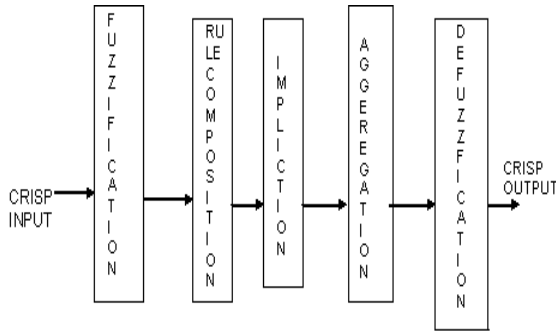 CRISP
INPUT
FUZZIFICATION
RULE COMPOSITION
IMPLICTION
AGGEREGATION
DEFUZZFICATION
CRISP
OUTPUT